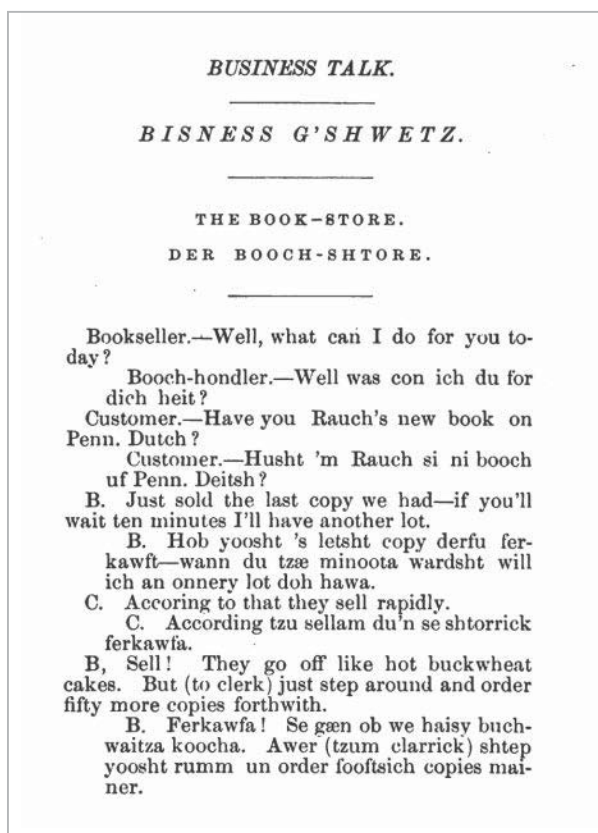 BUSINESS TALK.
BISNESS G'SHWETZ.
THE BOOK-STORE.
DER BOOCH-SHTORE.
Bookseller.—Well, what can I do for you to-
day?
Booch-hondler.—Well was con ich du for
dich heit?
Customer.—Have you Rauch's new book on
Penn. Dutch?
Customer.—Husht 'm Rauch si ni booch
uf Penn. Deitsh?
B. Just sold the last copy we had—if you'll
wait ten minutes I'll have another lot.
B. Hob yoosht 's letsht copy derfu fer-
kawft—wann du tzæ minoota wardsht will
ich an onnery lot doh hawa.
C. Accoring to that they sell rapidly.
C. According tzu sellam du'n se shtorrick
ferkawfa.
B, Sell! They go off like hot buckwheat
cakes. But (to clerk) just step around and order
fifty more copies forthwith.
B. Ferkawfa! Se gæn ob we haisy buch-
waitza koocha. Awer (tzum clarrick) shtep
yoosht rumm un order fooftsich copies mai-
ner.